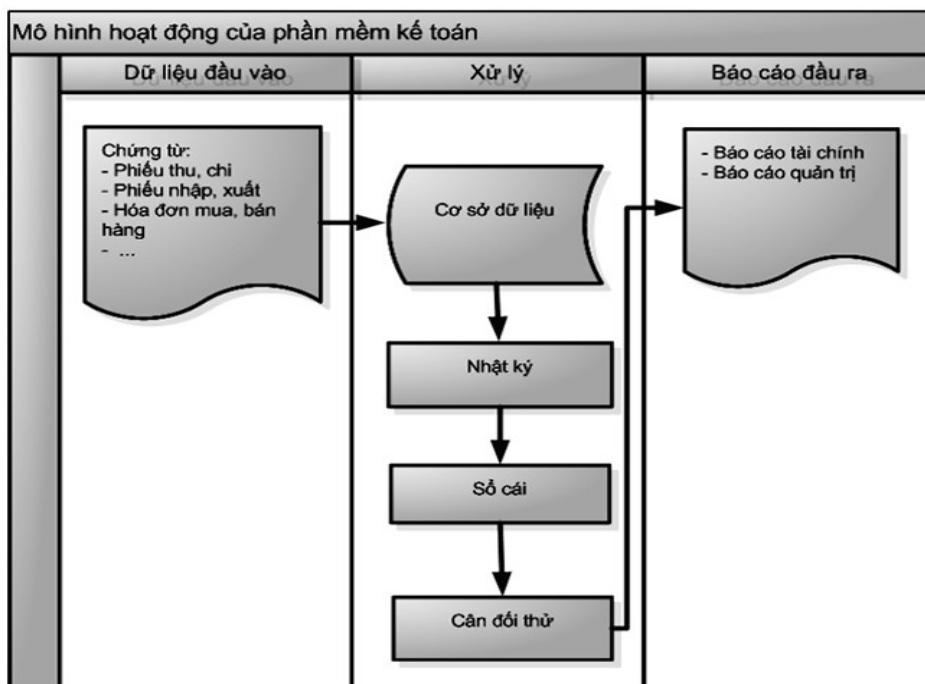 Mô hình hoạt động của phần mềm kế toán
Dữ liệu đầu vào
Xử lý
Báo cáo đầu ra
Chứng từ:
- Phiếu thu, chi
- Phiếu nhập, xuất
- Hóa đơn mua, bán
hàng
- ...
Cơ sở dữ liệu
Nhật ký
Sổ cái
Cân đối thử
- Báo cáo tài chính
- Báo cáo quản trị